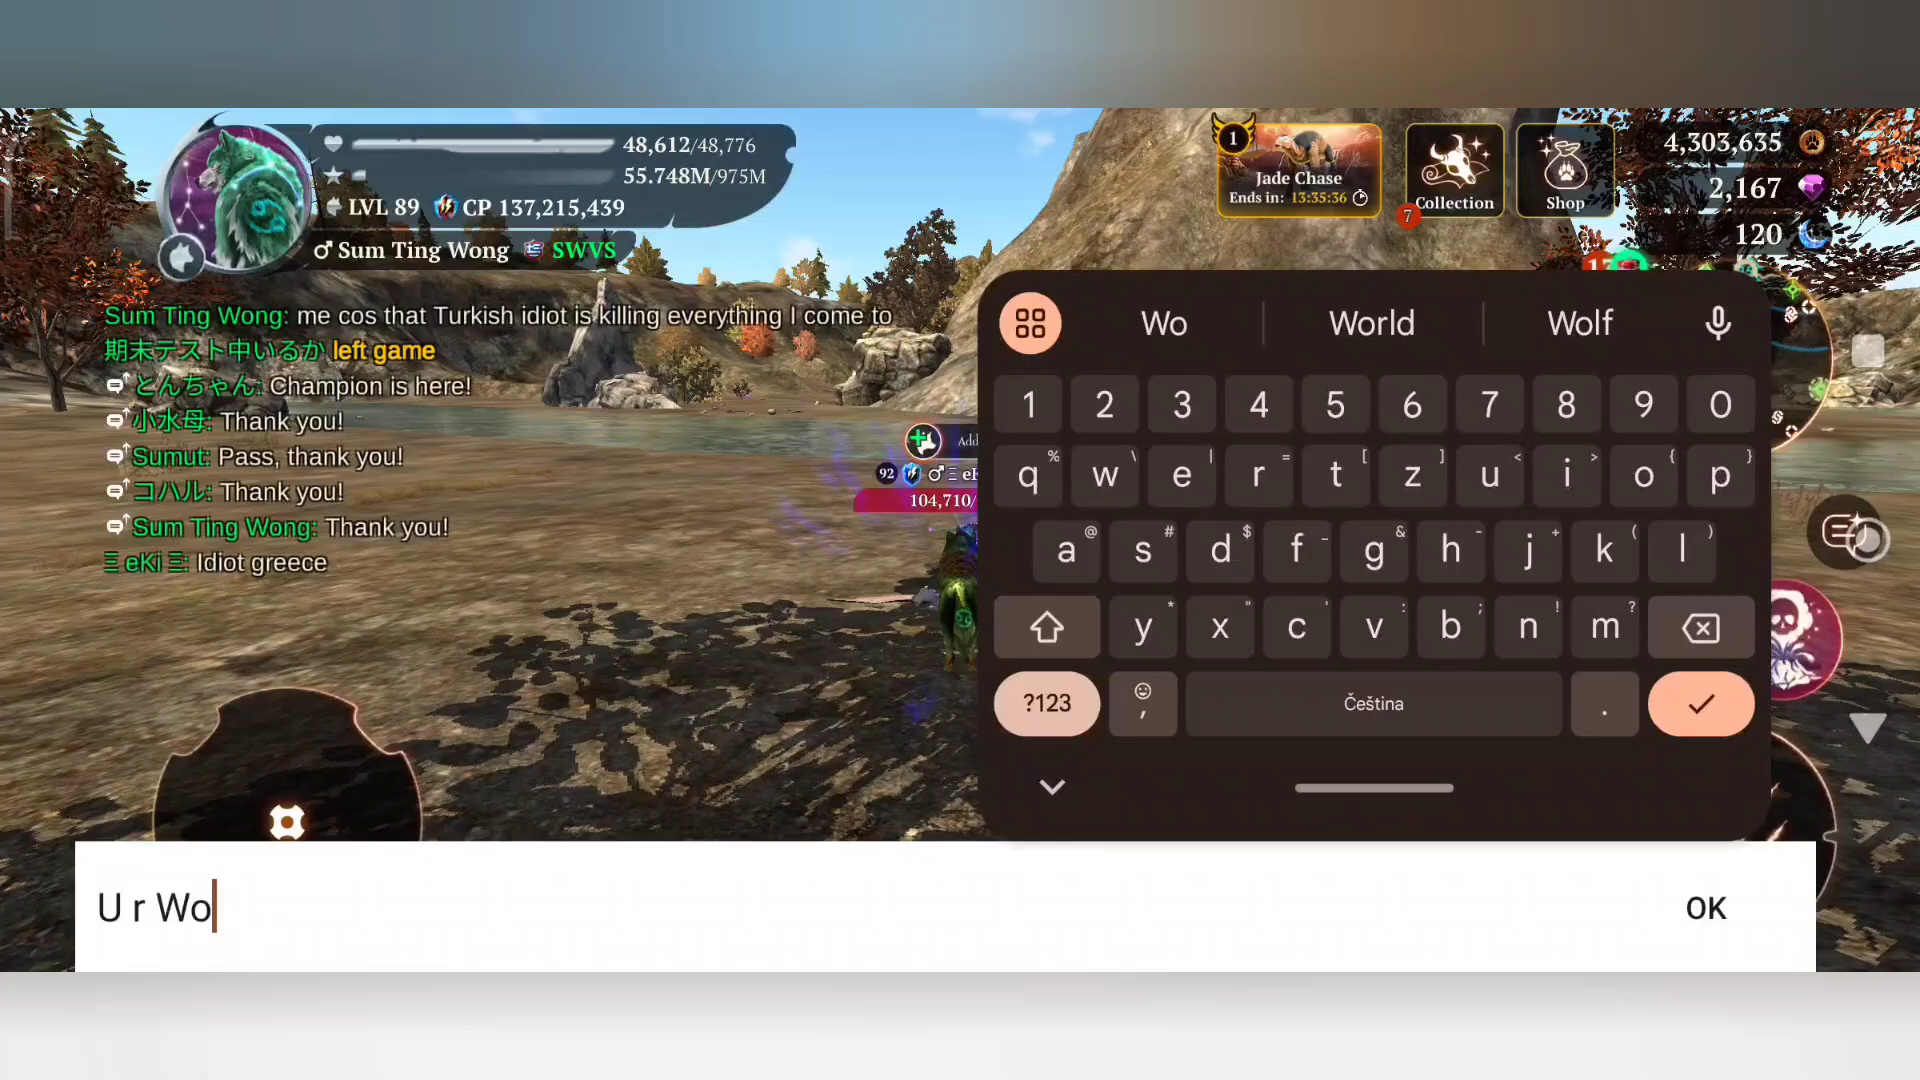 48,612/48,776
55.748M/975M
LVL 89 CP 137,215,439
♂ Sum Ting Wong SWVS
1
Jade Chase
Ends in: 13:35:36
7
Collection
Shop
4,303,635
2,167
120
Sum Ting Wong: me cos that Turkish idiot is killing everything I come to
期末テスト中いるか left game
とんちゃん: Champion is here!
小水母: Thank you!
Sumut: Pass, thank you!
コハル: Thank you!
Sum Ting Wong: Thank you!
Ξ eKi Ξ: Idiot greece
Add
92 ♂ Ξ eK
104,710/
Wo World Wolf
1 2 3 4 5 6 7 8 9 0
q % w \ e | r = t [ z ] u < i > o { p }
a @ s # d $ f _ g & h - j + k ( l )
y * x " c ' v : b ; n ! m ?
?123 , Čeština .
U r Wo
OK